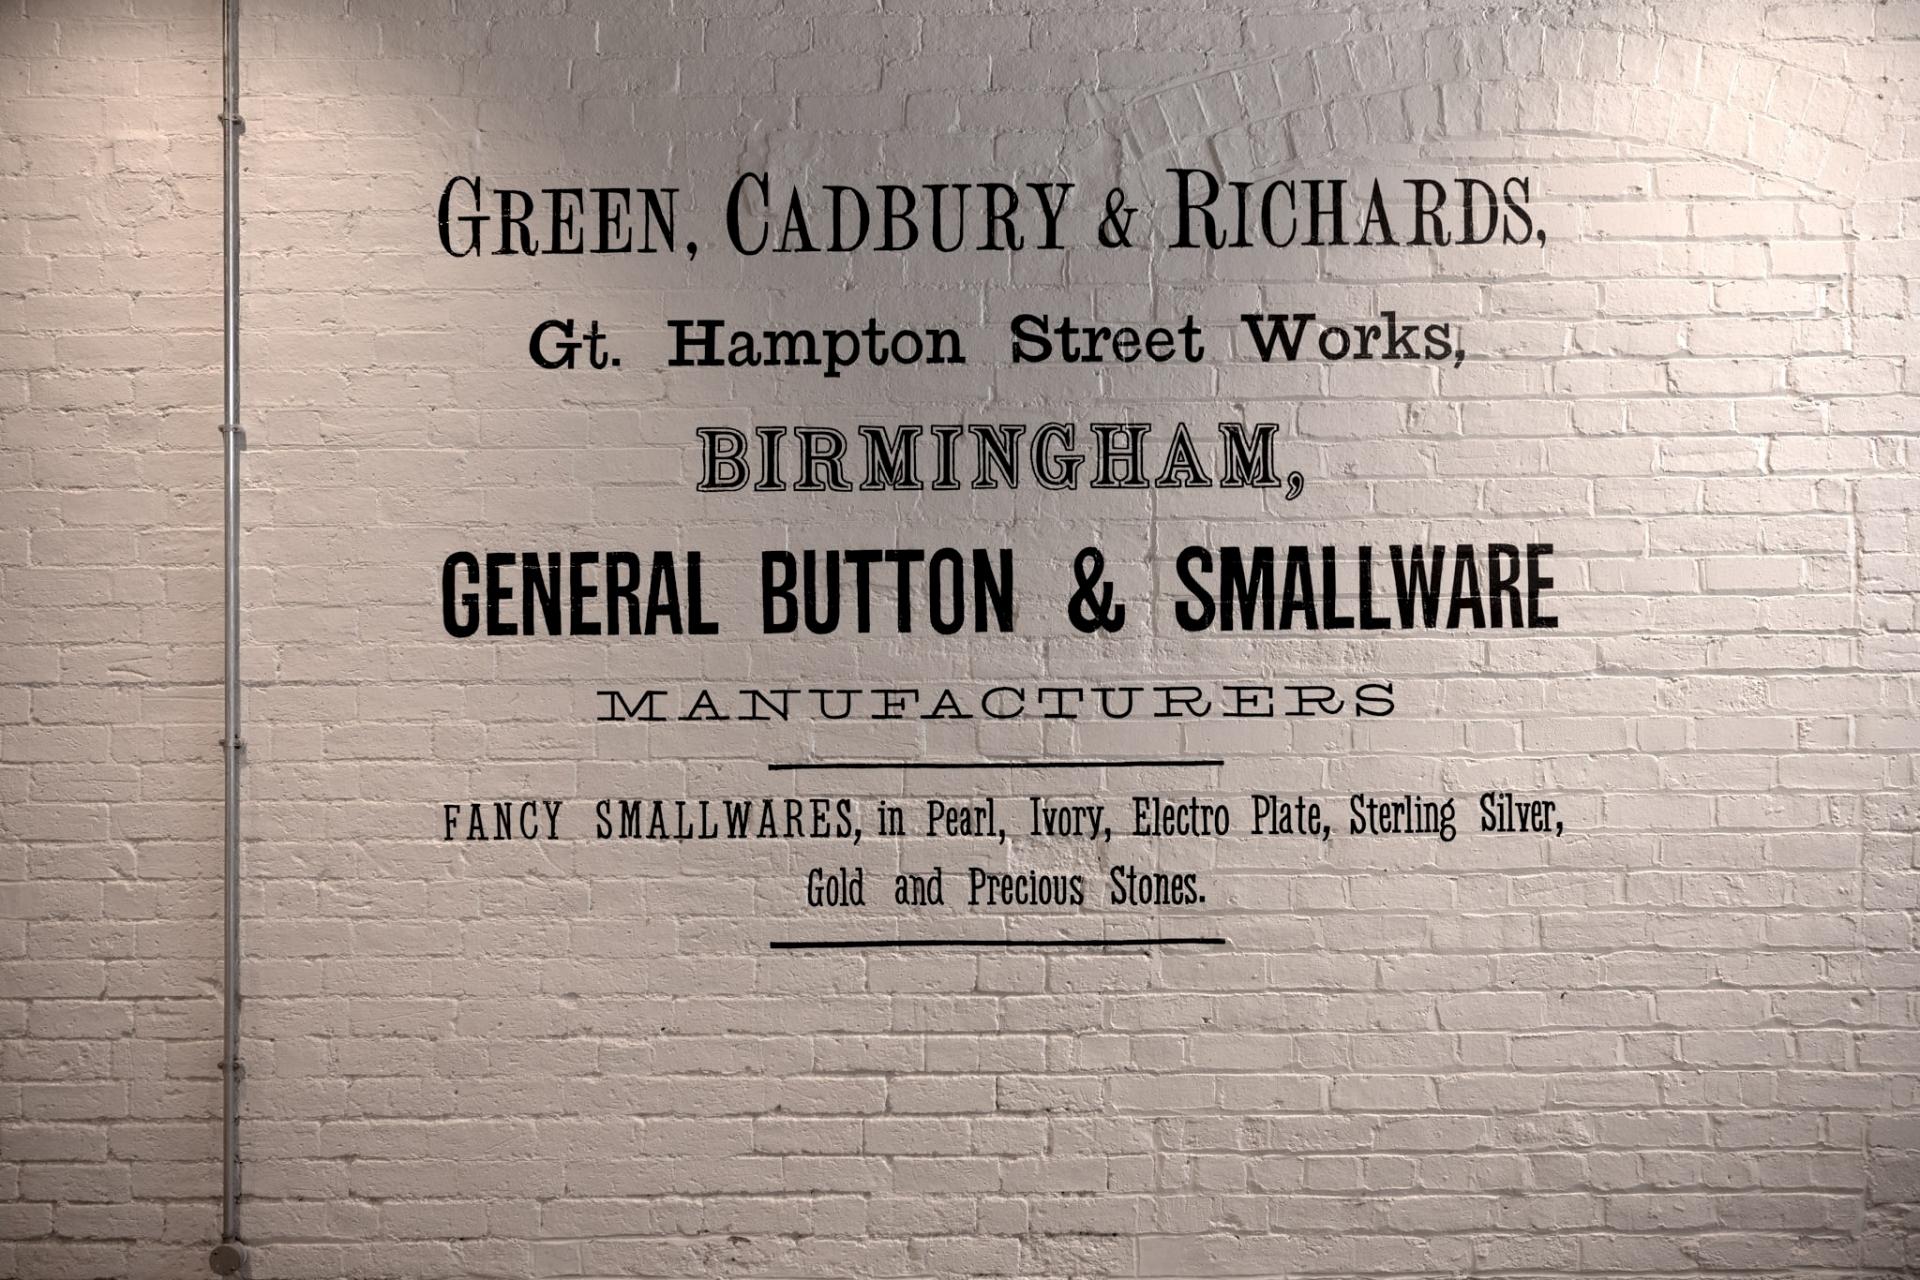 GREEN, CADBURY & RICHARDS,
Gt. Hampton Street Works,
BIRMINGHAM,
GENERAL BUTTON & SMALLWARE
MANUFACTURERS
FANCY SMALLWARES, in Pearl, Ivory, Electro Plate, Sterling Silver,
Gold and Precious Stones.